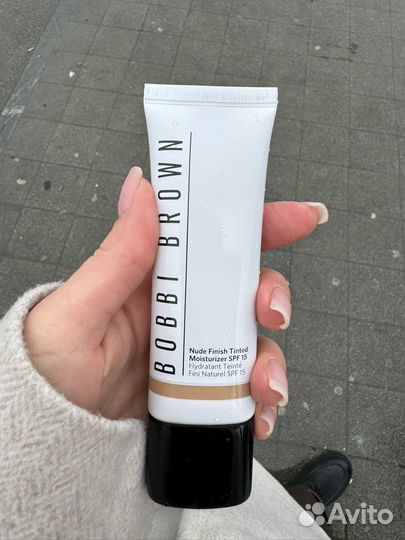 BOBBI BROWN
Nude Finish Tinted
Moisturizer SPF 15
Hydratant Teinté
Fini Naturel SPF 15
Avito